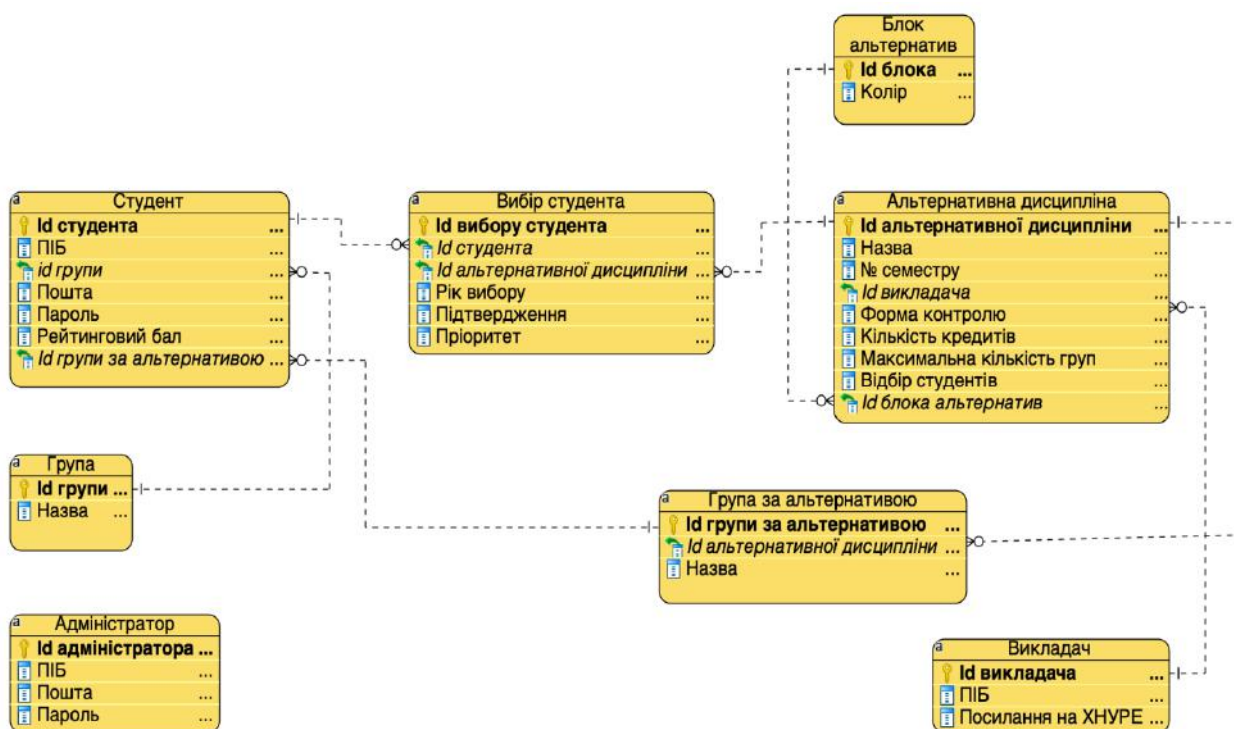 Блок
альтернатив
Id блока ...
Колір ...
a Студент
Id студента ...
ПІБ ...
id групи ...
Пошта ...
Пароль ...
Рейтинговий бал ...
Id групи за альтернативою ...
a Вибір студента
Id вибору студента ...
Id студента ...
Id альтернативної дисципліни ...
Рік вибору ...
Підтвердження ...
Пріоритет ...
a Альтернативна дисципліна
Id альтернативної дисципліни ...
Назва ...
№ семестру ...
Id викладача ...
Форма контролю ...
Кількість кредитів ...
Максимальна кількість груп ...
Відбір студентів ...
Id блока альтернатив ...
a Група
Id групи ...
Назва ...
a Група за альтернативою
Id групи за альтернативою ...
Id альтернативної дисципліни ...
Назва ...
a Адміністратор
Id адміністратора ...
ПІБ ...
Пошта ...
Пароль ...
a Викладач
Id викладача ...
ПІБ ...
Посилання на ХНУРЕ ...